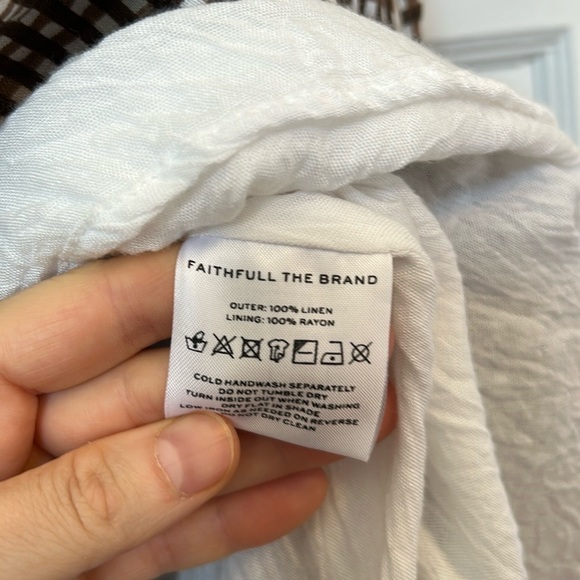 FAITHFULL THE BRAND
OUTER: 100% LINEN
LINING: 100% RAYON
COLD HANDWASH SEPARATELY
DO NOT TUMBLE DRY
TURN INSIDE OUT WHEN WASHING
DRY FLAT IN SHADE
LOW IRON AS NEEDED ON REVERSE
NOT DRY CLEAN